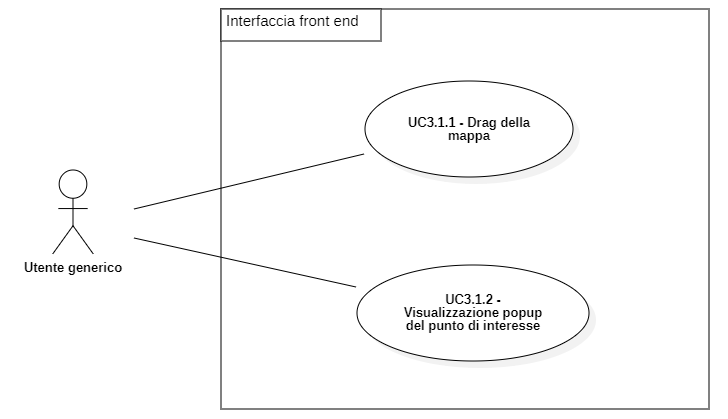 Interfaccia front end
UC3.1.1 - Drag della
mappa
Utente generico
UC3.1.2 -
Visualizzazione popup
del punto di interesse